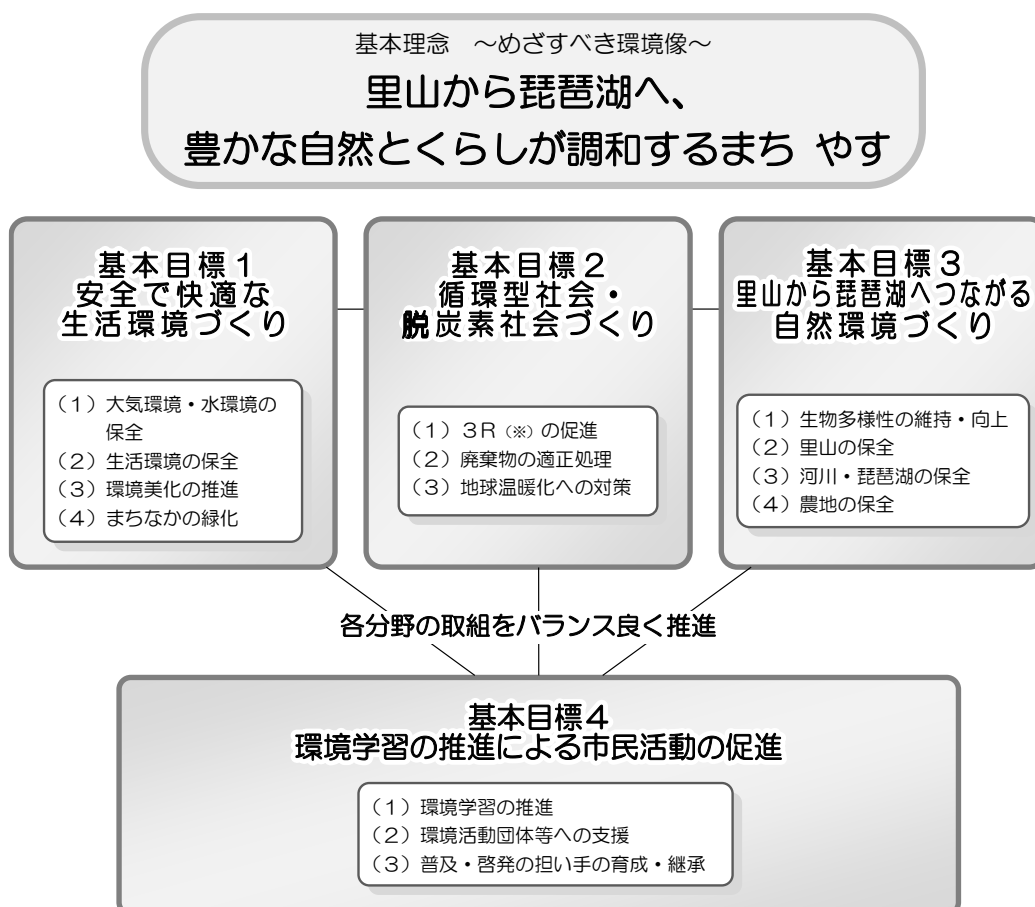 基本理念 ～めざすべき環境像～
里山から琵琶湖へ、
豊かな自然とくらしが調和するまち やす
基本目標１
安全で快適な
生活環境づくり
（１）大気環境・水環境の
保全
（２）生活環境の保全
（３）環境美化の推進
（４）まちなかの緑化
基本目標２
循環型社会・
脱炭素社会づくり
（１）３Ｒ（※）の促進
（２）廃棄物の適正処理
（３）地球温暖化への対策
基本目標３
里山から琵琶湖へつながる
自然環境づくり
（１）生物多様性の維持・向上
（２）里山の保全
（３）河川・琵琶湖の保全
（４）農地の保全
各分野の取組をバランス良く推進
基本目標４
環境学習の推進による市民活動の促進
（１）環境学習の推進
（２）環境活動団体等への支援
（３）普及・啓発の担い手の育成・継承